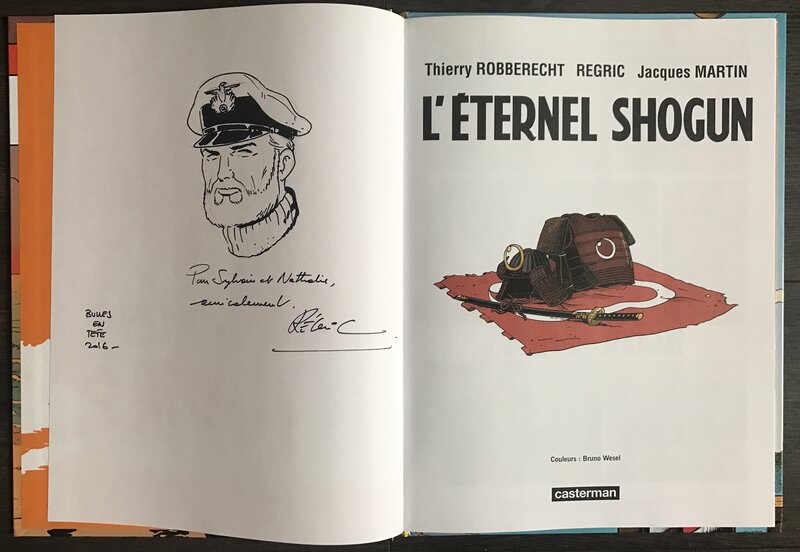 Pour Sylvain et Nathalie,
amicalement.
RÉGRIC
BULLES
EN
TÊTE
2016 -
Thierry ROBBERECHT REGRIC Jacques MARTIN
L'ÉTERNEL SHOGUN
Couleurs : Bruno Wesel
casterman